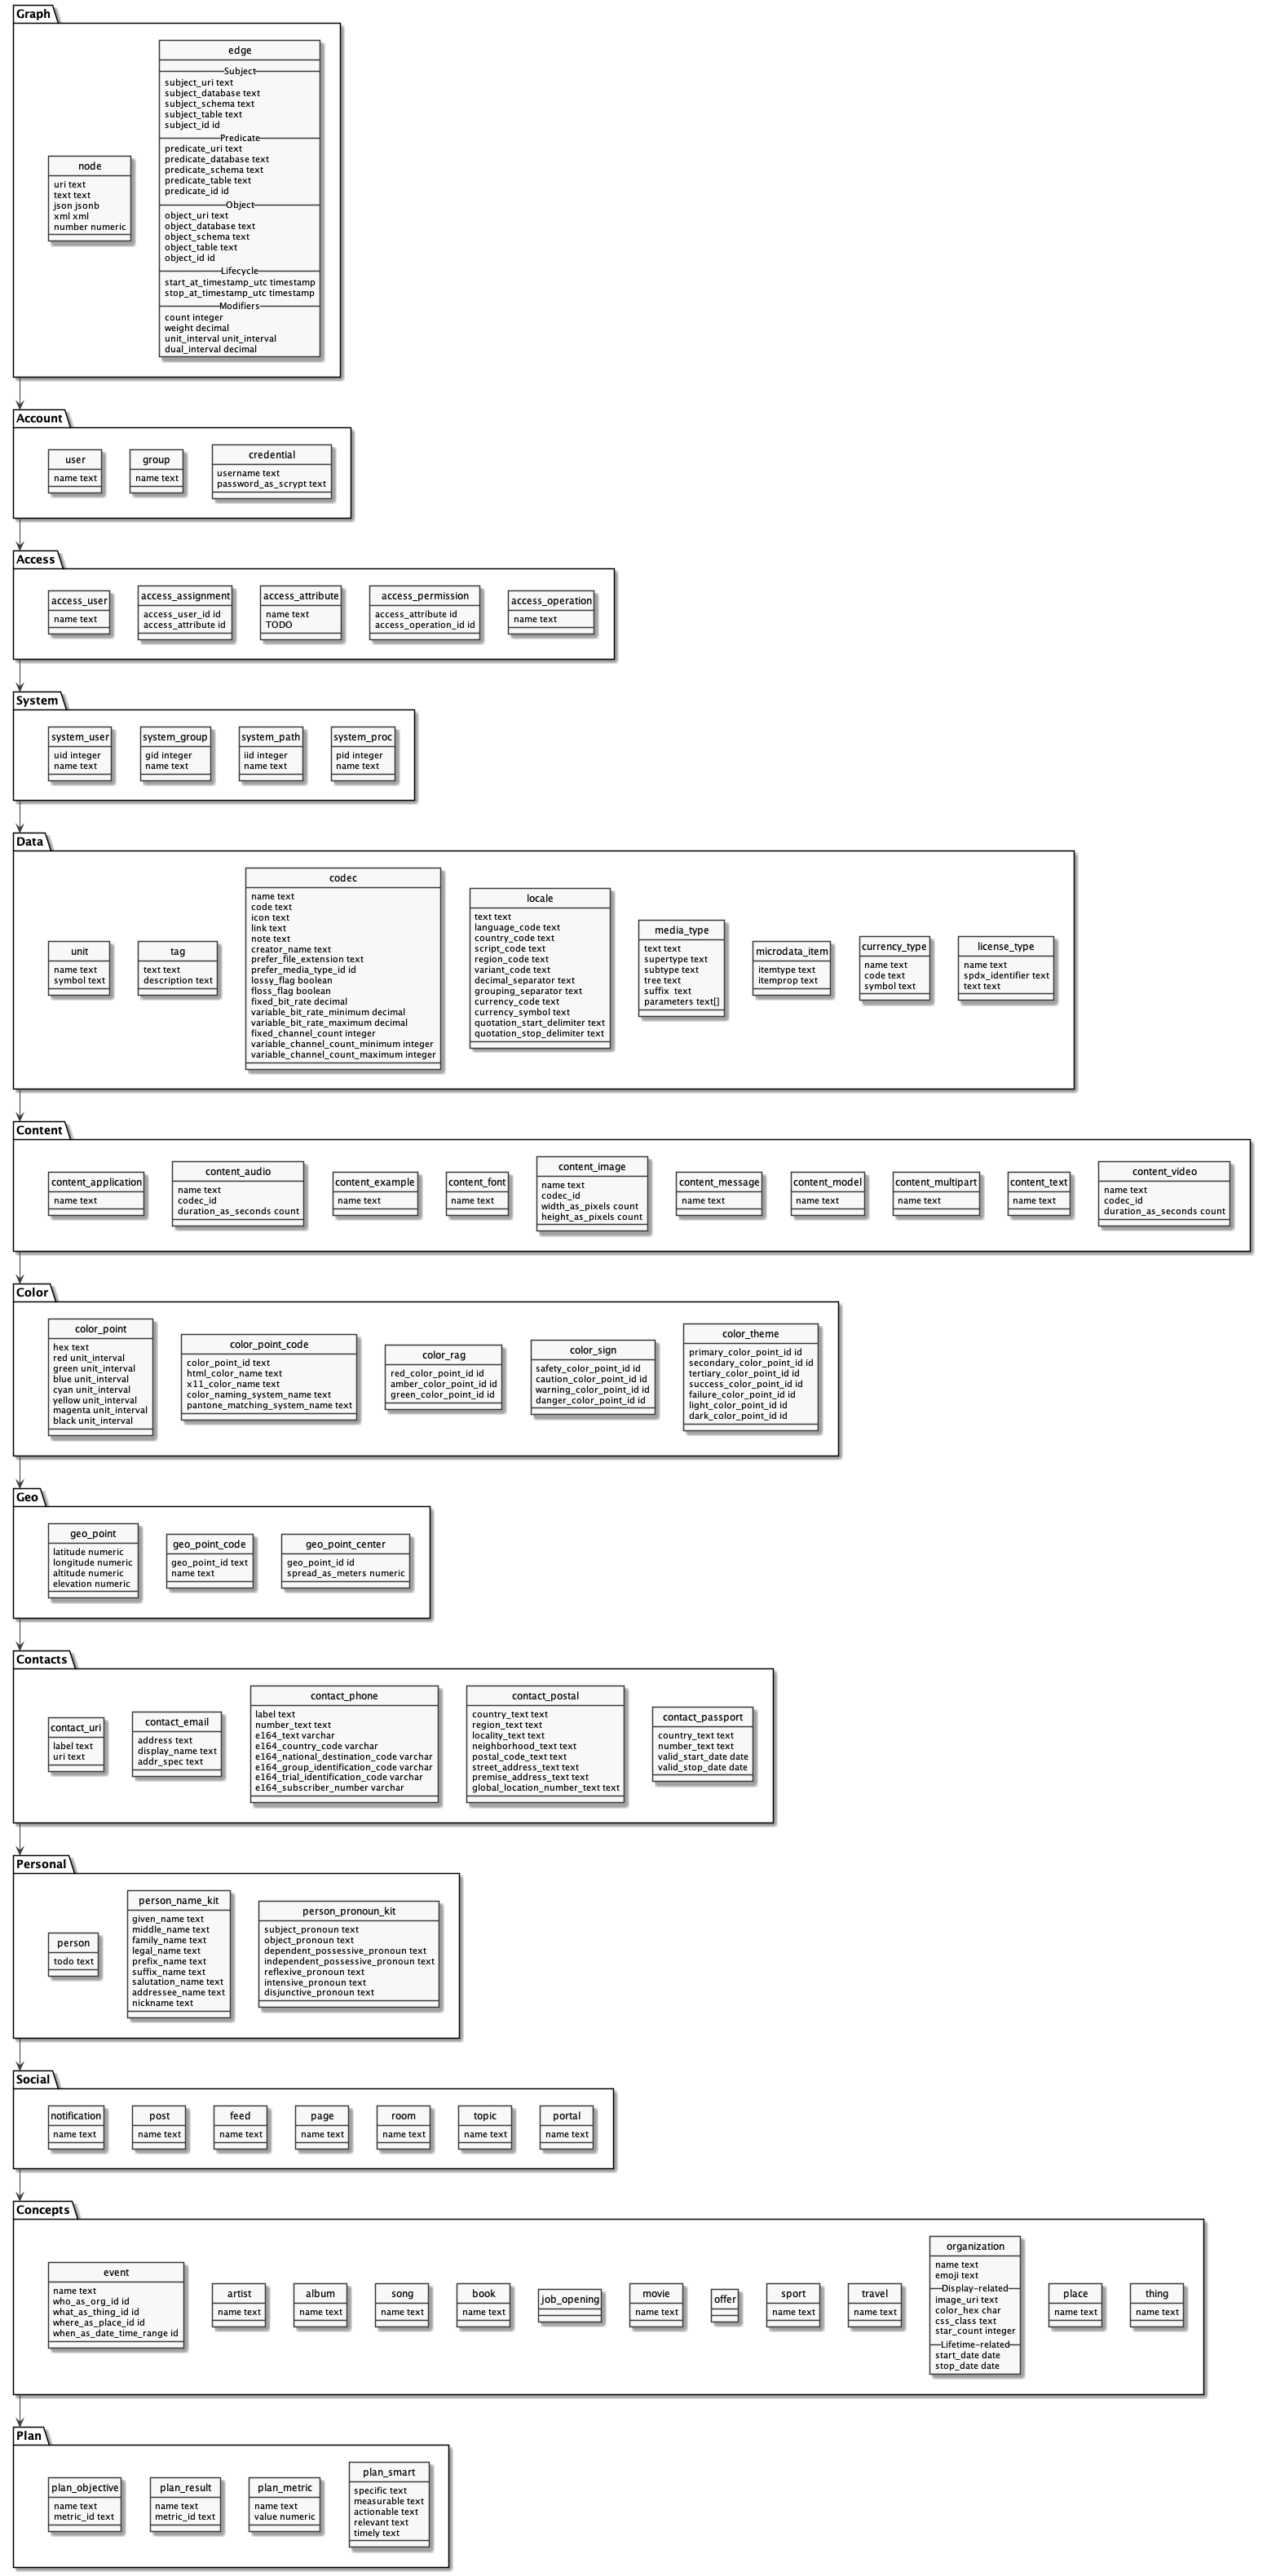 Graph
node
uri text
text text
json jsonb
xml xml
number numeric
edge
Subject
subject_uri text
subject_database text
subject_schema text
subject_table text
subject_id id
Predicate
predicate_uri text
predicate_database text
predicate_schema text
predicate_table text
predicate_id id
Object
object_uri text
object_database text
object_schema text
object_table text
object_id id
Lifecycle
start_at_timestamp_utc timestamp
stop_at_timestamp_utc timestamp
Modifiers
count integer
weight decimal
unit_interval unit_interval
dual_interval decimal
Account
user
name text
group
name text
credential
username text
password_as_scrypt text
Access
access_user
name text
access_assignment
access_user_id id
access_attribute id
access_attribute
name text
TODO
access_permission
access_attribute id
access_operation_id id
access_operation
name text
System
system_user
uid integer
name text
system_group
gid integer
name text
system_path
iid integer
name text
system_proc
pid integer
name text
Data
unit
name text
symbol text
tag
text text
description text
codec
name text
code text
icon text
link text
note text
creator_name text
prefer_file_extension text
prefer_media_type_id id
lossy_flag boolean
floss_flag boolean
fixed_bit_rate decimal
variable_bit_rate_minimum decimal
variable_bit_rate_maximum decimal
fixed_channel_count integer
variable_channel_count_minimum integer
variable_channel_count_maximum integer
locale
text text
language_code text
country_code text
script_code text
region_code text
variant_code text
decimal_separator text
grouping_separator text
currency_code text
currency_symbol text
quotation_start_delimiter text
quotation_stop_delimiter text
media_type
text text
supertype text
subtype text
tree text
suffix  text
parameters text[]
microdata_item
itemtype text
itemprop text
currency_type
name text
code text
symbol text
license_type
name text
spdx_identifier text
text text
Content
content_application
name text
content_audio
name text
codec_id
duration_as_seconds count
content_example
name text
content_font
name text
content_image
name text
codec_id
width_as_pixels count
height_as_pixels count
content_message
name text
content_model
name text
content_multipart
name text
content_text
name text
content_video
name text
codec_id
duration_as_seconds count
Color
color_point
hex text
red unit_interval
green unit_interval
blue unit_interval
cyan unit_interval
yellow unit_interval
magenta unit_interval
black unit_interval
color_point_code
color_point_id text
html_color_name text
x11_color_name text
color_naming_system_name text
pantone_matching_system_name text
color_rag
red_color_point_id id
amber_color_point_id id
green_color_point_id id
color_sign
safety_color_point_id id
caution_color_point_id id
warning_color_point_id id
danger_color_point_id id
color_theme
primary_color_point_id id
secondary_color_point_id id
tertiary_color_point_id id
success_color_point_id id
failure_color_point_id id
light_color_point_id id
dark_color_point_id id
Geo
geo_point
latitude numeric
longitude numeric
altitude numeric
elevation numeric
geo_point_code
geo_point_id text
name text
geo_point_center
geo_point_id id
spread_as_meters numeric
Contacts
contact_uri
label text
uri text
contact_email
address text
display_name text
addr_spec text
contact_phone
label text
number_text text
e164_text varchar
e164_country_code varchar
e164_national_destination_code varchar
e164_group_identification_code varchar
e164_trial_identification_code varchar
e164_subscriber_number varchar
contact_postal
country_text text
region_text text
locality_text text
neighborhood_text text
postal_code_text text
street_address_text text
premise_address_text text
global_location_number_text text
contact_passport
country_text text
number_text text
valid_start_date date
valid_stop_date date
Personal
person
todo text
person_name_kit
given_name text
middle_name text
family_name text
legal_name text
prefix_name text
suffix_name text
salutation_name text
addressee_name text
nickname text
person_pronoun_kit
subject_pronoun text
object_pronoun text
dependent_possessive_pronoun text
independent_possessive_pronoun text
reflexive_pronoun text
intensive_pronoun text
disjunctive_pronoun text
Social
notification
name text
post
name text
feed
name text
page
name text
room
name text
topic
name text
portal
name text
Concepts
event
name text
who_as_org_id id
what_as_thing_id id
where_as_place_id id
when_as_date_time_range id
artist
name text
album
name text
song
name text
book
name text
job_opening
movie
name text
offer
sport
name text
travel
name text
organization
name text
emoji text
Display-related
image_uri text
color_hex char
css_class text
star_count integer
Lifetime-related
start_date date
stop_date date
place
name text
thing
name text
Plan
plan_objective
name text
metric_id text
plan_result
name text
metric_id text
plan_metric
name text
value numeric
plan_smart
specific text
measurable text
actionable text
relevant text
timely text